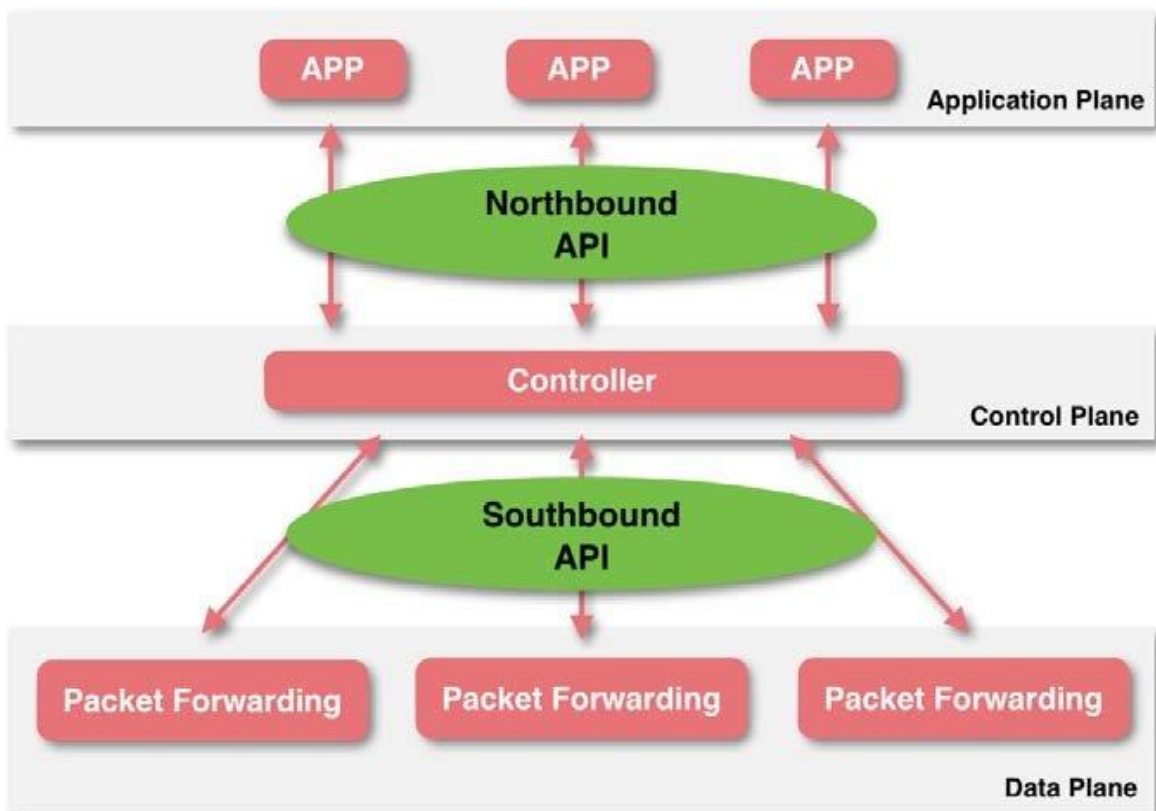 APP APP APP
Application Plane
Northbound
API
Controller
Control Plane
Southbound
API
Packet Forwarding Packet Forwarding Packet Forwarding
Data Plane